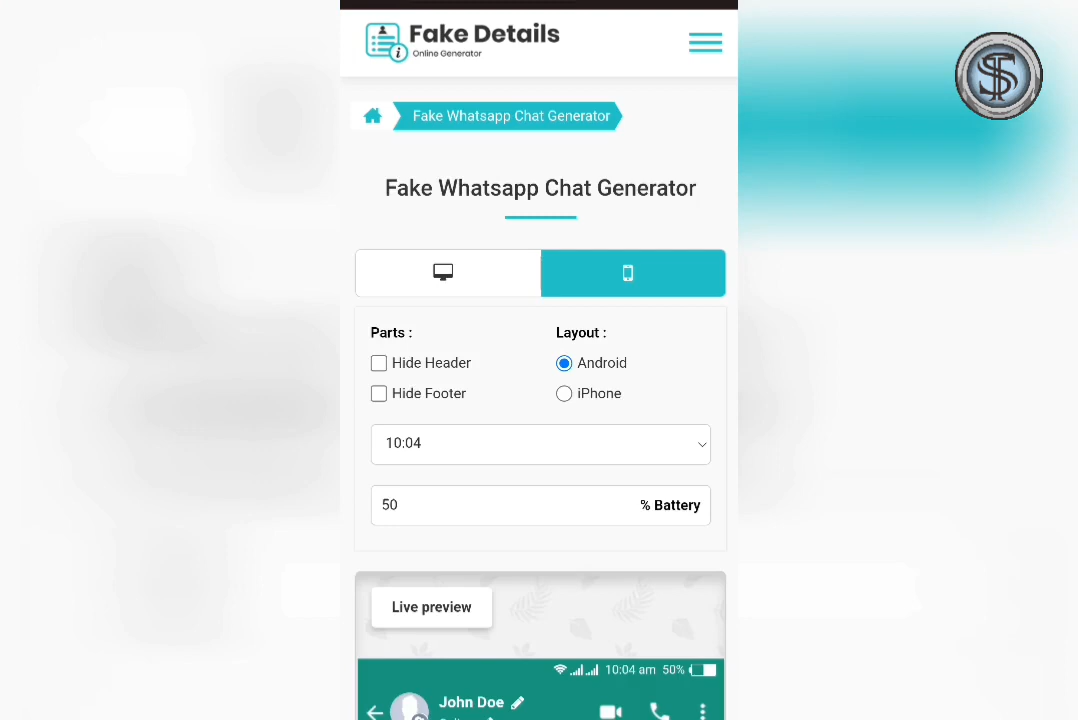 Fake Details
Online Generator
Fake Whatsapp Chat Generator
Fake Whatsapp Chat Generator
Parts :
Layout :
Hide Header
Android
Hide Footer
iPhone
10:04
50
% Battery
Live preview
10:04 am 50%
John Doe